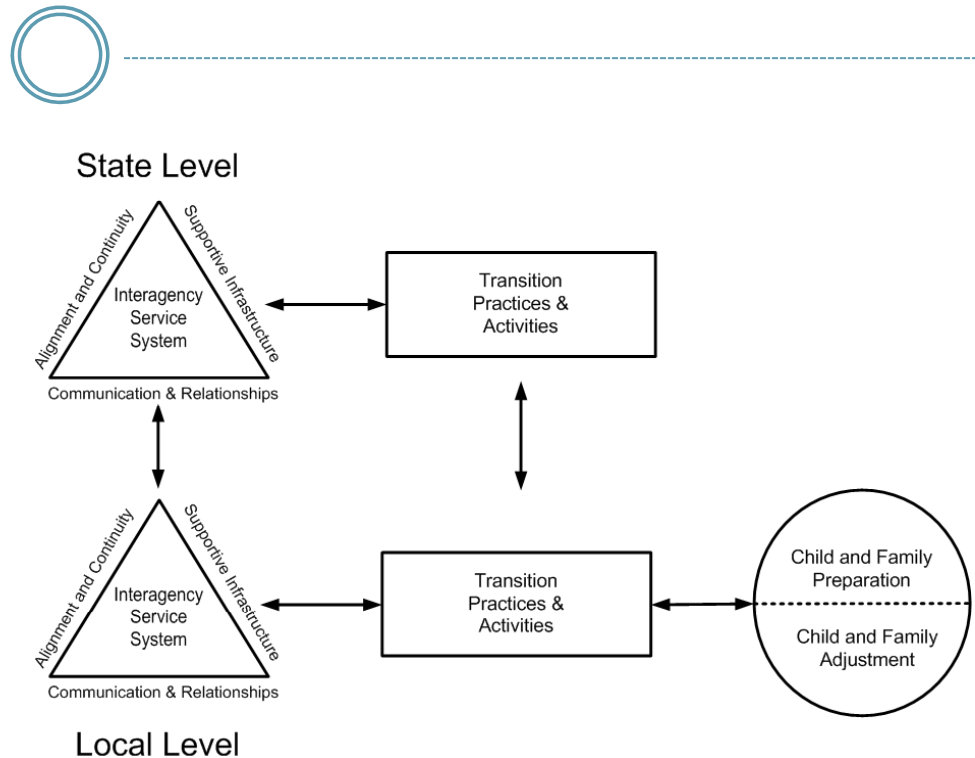 State Level
Alignment and Continuity
Supportive Infrastructure
Interagency
Service
System
Communication & Relationships
Transition
Practices &
Activities
Alignment and Continuity
Supportive Infrastructure
Interagency
Service
System
Communication & Relationships
Transition
Practices &
Activities
Child and Family
Preparation
Child and Family
Adjustment
Local Level